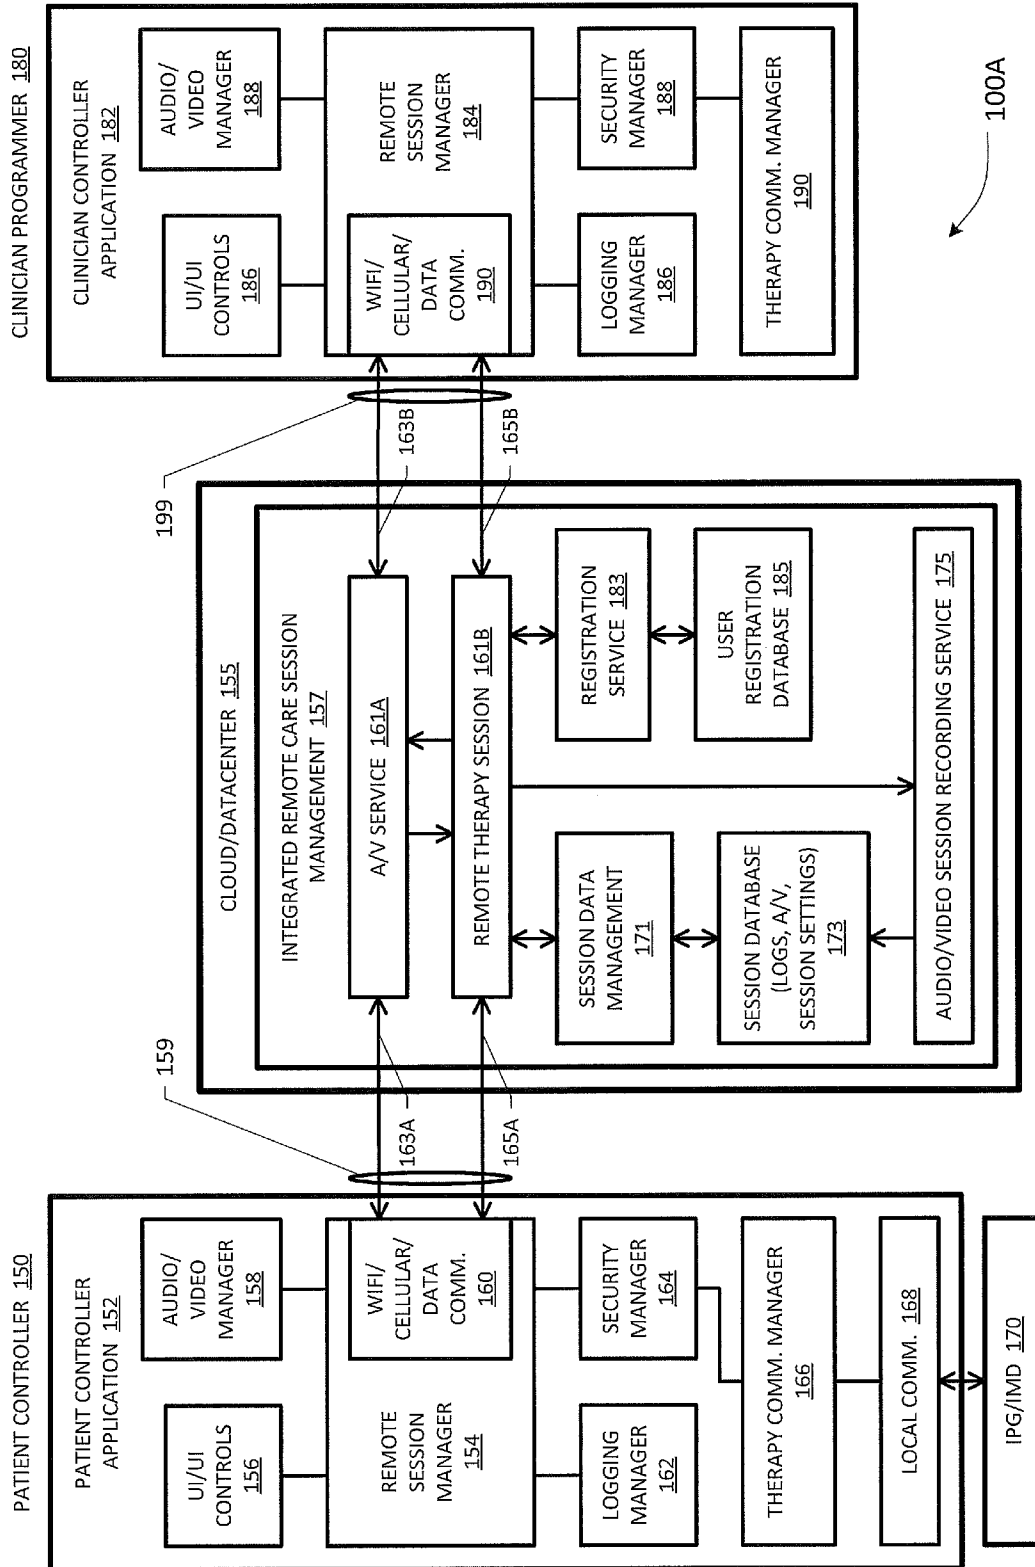 PATIENT CONTROLLER 150
PATIENT CONTROLLER
APPLICATION 152
UI/UI
CONTROLS
156
AUDIO/
VIDEO
MANAGER
158
REMOTE
SESSION
MANAGER
154
WIFI/
CELLULAR/
DATA
COMM.
160
LOGGING
MANAGER
162
SECURITY
MANAGER
164
THERAPY COMM. MANAGER
166
LOCAL COMM. 168
IPG/IMD 170
159
163A
165A
CLOUD/DATACENTER 155
INTEGRATED REMOTE CARE SESSION
MANAGEMENT 157
A/V SERVICE 161A
REMOTE THERAPY SESSION 161B
SESSION DATA
MANAGEMENT
171
REGISTRATION
SERVICE 183
SESSION DATABASE
(LOGS, A/V,
SESSION SETTINGS)
173
USER
REGISTRATION
DATABASE 185
AUDIO/VIDEO SESSION RECORDING SERVICE 175
199
163B
165B
CLINICIAN PROGRAMMER 180
CLINICIAN CONTROLLER
APPLICATION 182
UI/UI
CONTROLS
186
AUDIO/
VIDEO
MANAGER
188
WIFI/
CELLULAR/
DATA
COMM.
190
REMOTE
SESSION
MANAGER
184
LOGGING
MANAGER
186
SECURITY
MANAGER
188
THERAPY COMM. MANAGER
190
100A